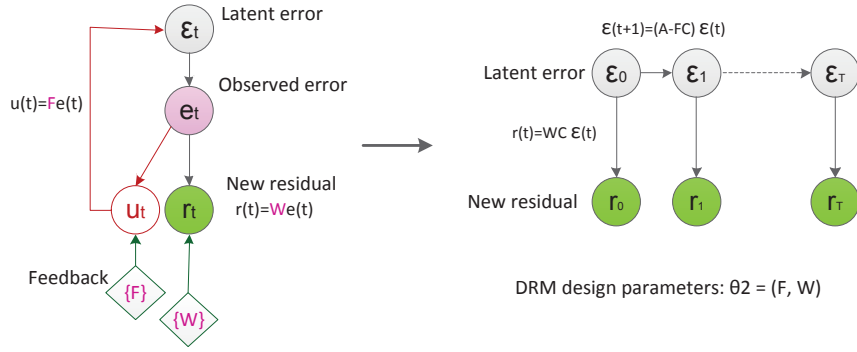 Latent error
εt
u(t)=Fe(t)
Observed error
et
New residual
r(t)=We(t)
ut
rt
Feedback
{F}
{W}
ε(t+1)=(A-FC) ε(t)
Latent error
ε0
ε1
εT
r(t)=WC ε(t)
New residual
r0
r1
rT
DRM design parameters: θ2 = (F, W)